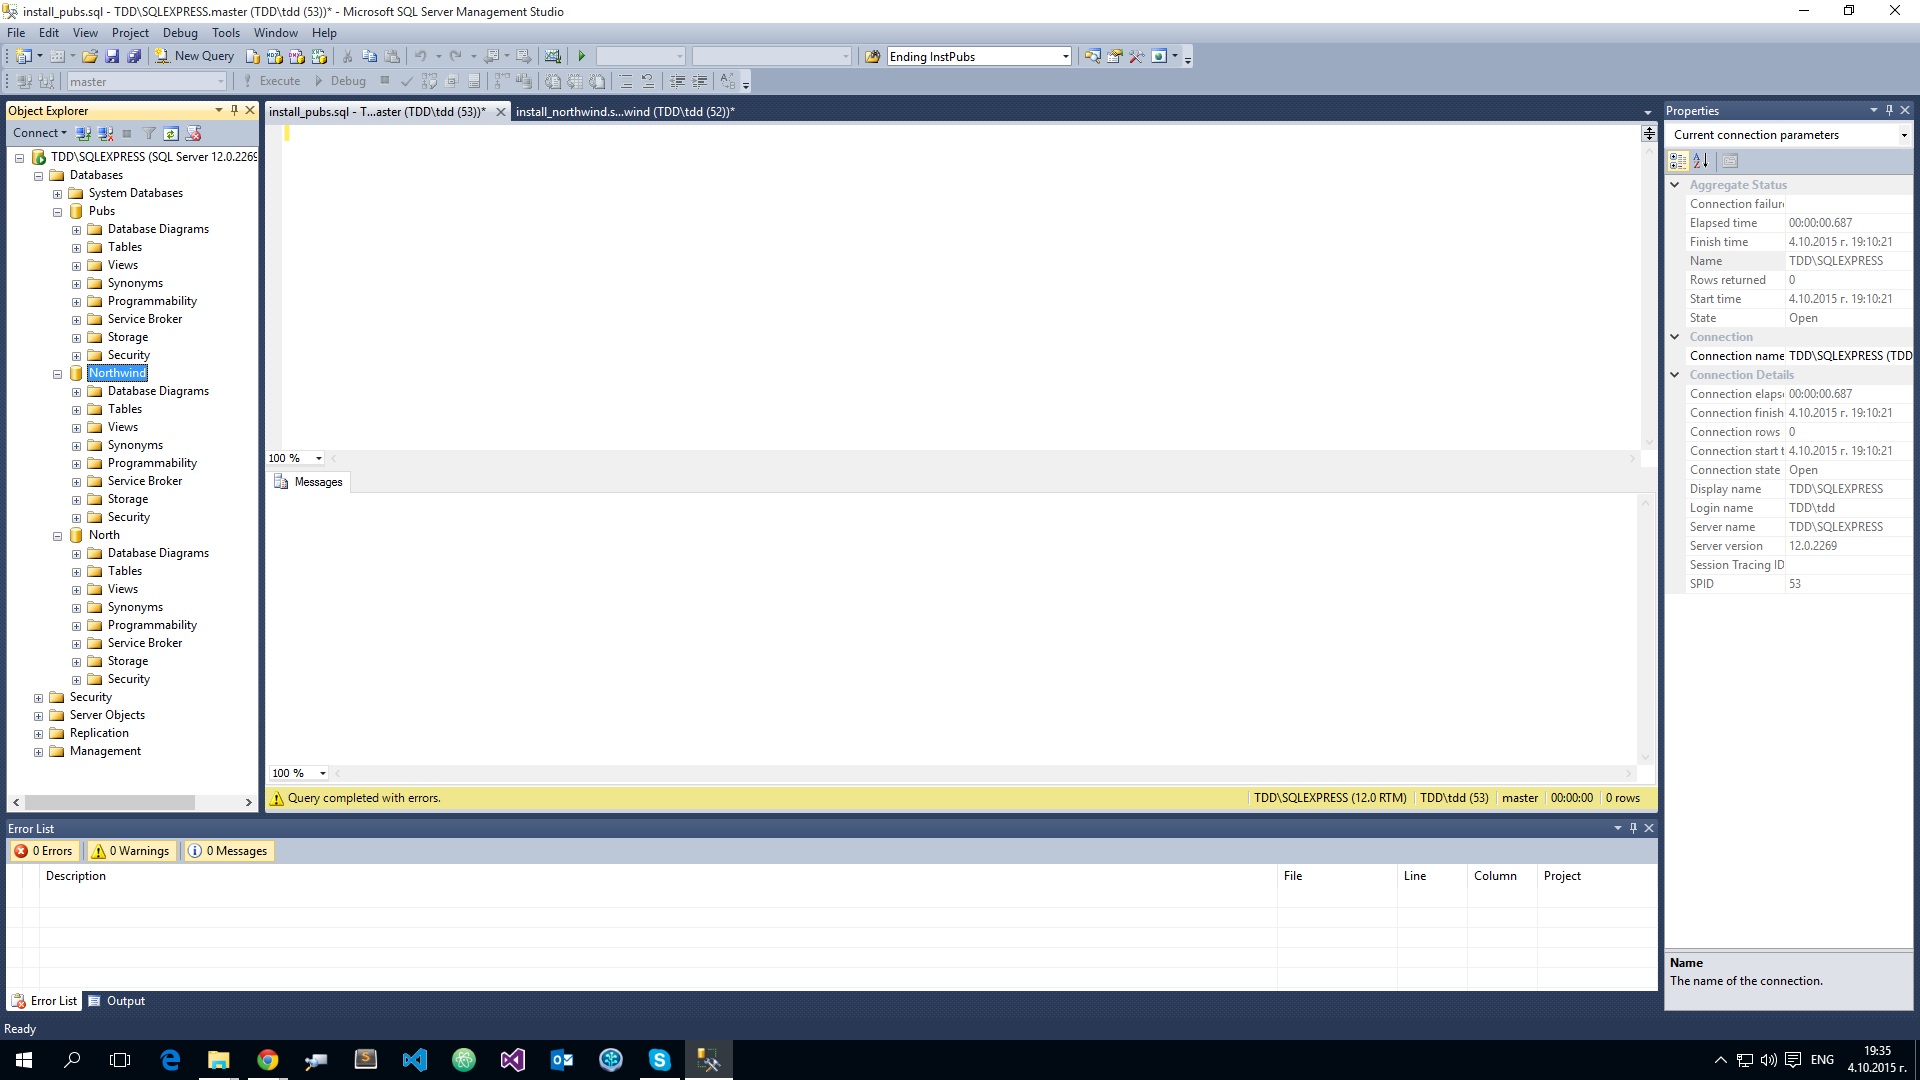 install_pubs.sql - TDD\SQLEXPRESS.master (TDD\tdd (53))* - Microsoft SQL Server Management Studio
File Edit View Project Debug Tools Window Help
New Query Ending InstPubs
master Execute Debug
Object Explorer
Connect
TDD\SQLEXPRESS (SQL Server 12.0.2269
Databases
System Databases
Pubs
Database Diagrams
Tables
Views
Synonyms
Programmability
Service Broker
Storage
Security
Northwind
Database Diagrams
Tables
Views
Synonyms
Programmability
Service Broker
Storage
Security
North
Database Diagrams
Tables
Views
Synonyms
Programmability
Service Broker
Storage
Security
Security
Server Objects
Replication
Management
install_pubs.sql - T...aster (TDD\tdd (53))* install_northwind.s...wind (TDD\tdd (52))*
100 %
Messages
100 %
Query completed with errors. TDD\SQLEXPRESS (12.0 RTM) TDD\tdd (53) master 00:00:00 0 rows
Properties
Current connection parameters
Aggregate Status
Connection failure
Elapsed time 00:00:00.687
Finish time 4.10.2015 г. 19:10:21
Name TDD\SQLEXPRESS
Rows returned 0
Start time 4.10.2015 г. 19:10:21
State Open
Connection
Connection name TDD\SQLEXPRESS (TDD
Connection Details
Connection elapse 00:00:00.687
Connection finish 4.10.2015 г. 19:10:21
Connection rows 0
Connection start t 4.10.2015 г. 19:10:21
Connection state Open
Display name TDD\SQLEXPRESS
Login name TDD\tdd
Server name TDD\SQLEXPRESS
Server version 12.0.2269
Session Tracing ID
SPID 53
Name
The name of the connection.
Error List
0 Errors 0 Warnings 0 Messages
Description File Line Column Project
Error List Output
Ready
ENG 19:35
4.10.2015 г.